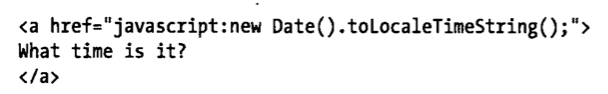 <a href="javascript:new Date().toLocaleTimeString();">
What time is it?
</a>